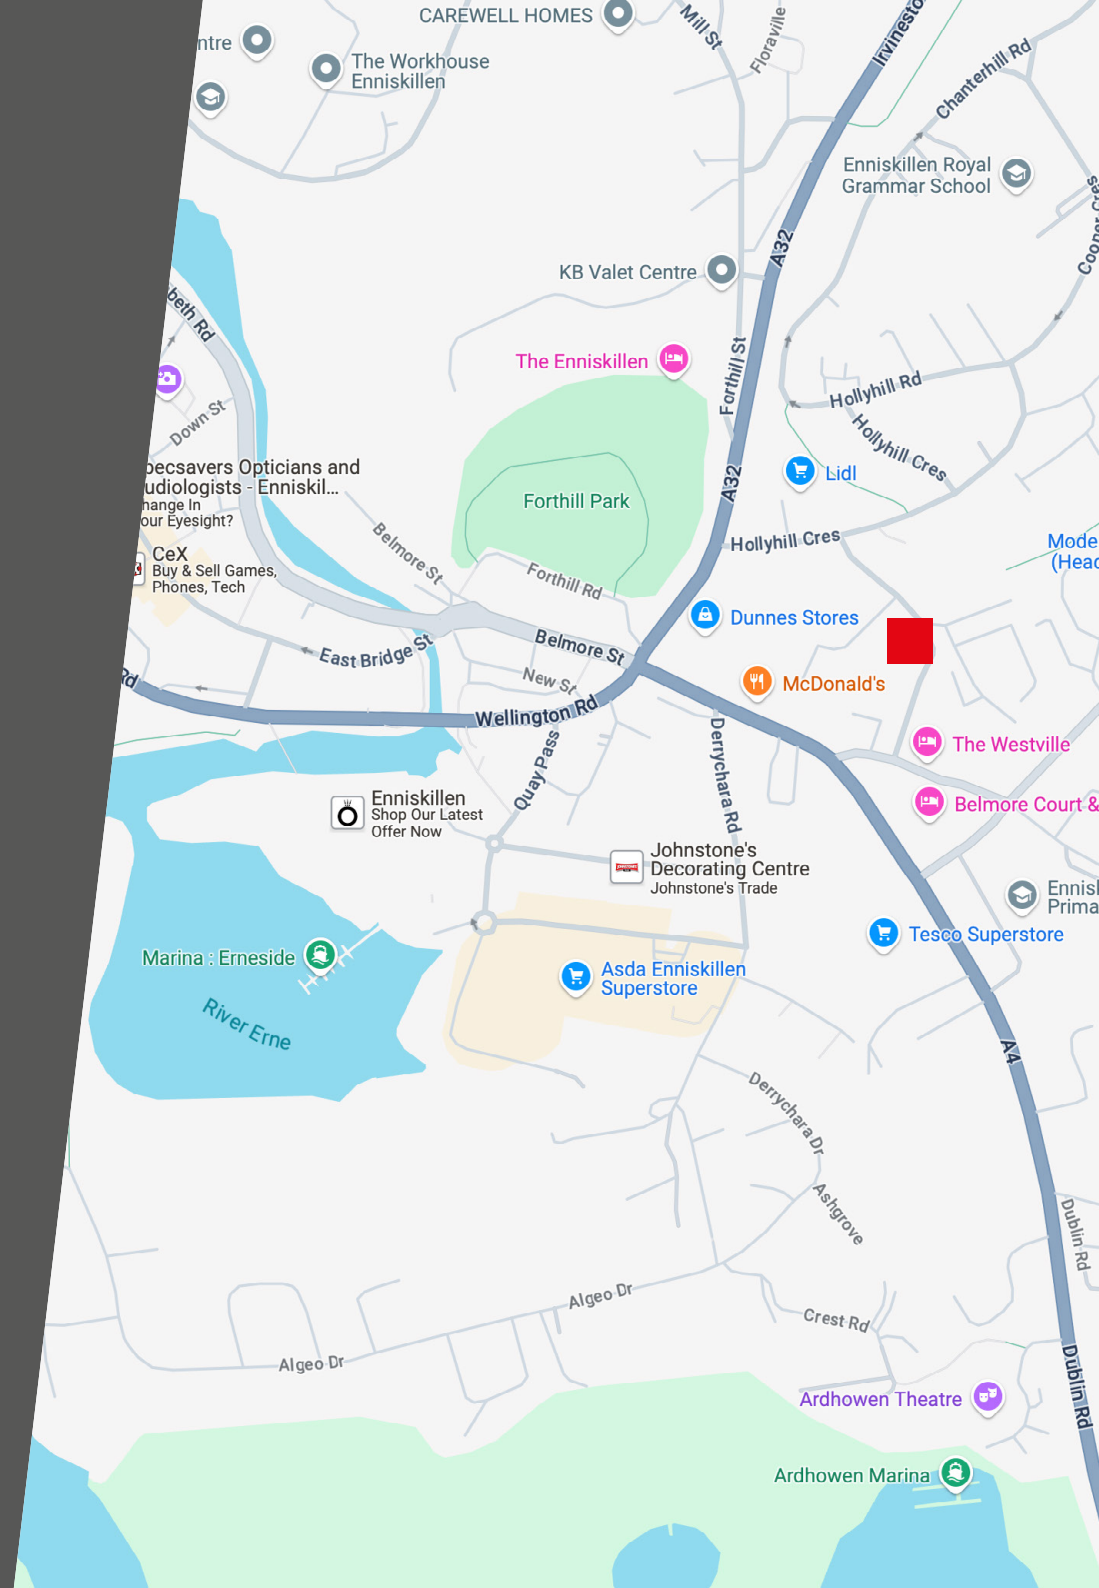 CAREWELL HOMES
Mill St
Floraville
Irvinesto
ntre
The Workhouse
Enniskillen
Chanterhill Rd
Enniskillen Royal
Grammar School
Cooper Cres
A32
KB Valet Centre
beth Rd
The Enniskillen
Forthill St
Hollyhill Rd
Down St
Hollyhill Cres
pecsavers Opticians and
udiologists - Enniskil...
hange In
our Eyesight?
Lidl
A32
Forthill Park
Belmore St
Hollyhill Cres
Mode
(Head
CeX
Buy & Sell Games,
Phones, Tech
Forthill Rd
Dunnes Stores
East Bridge St
Belmore St
Rd
New St
McDonald's
Wellington Rd
Derrychara Rd
The Westville
Quay Pass
Enniskillen
Shop Our Latest
Offer Now
Belmore Court &
Johnstone's
Decorating Centre
Johnstone's Trade
Ennisl
Prima
Tesco Superstore
Marina : Erneside
Asda Enniskillen
Superstore
River Erne
A4
Derrychara Dr
Ashgrove
Dublin Rd
Algeo Dr
Crest Rd
Algeo Dr
Dublin Rd
Ardhowen Theatre
Ardhowen Marina